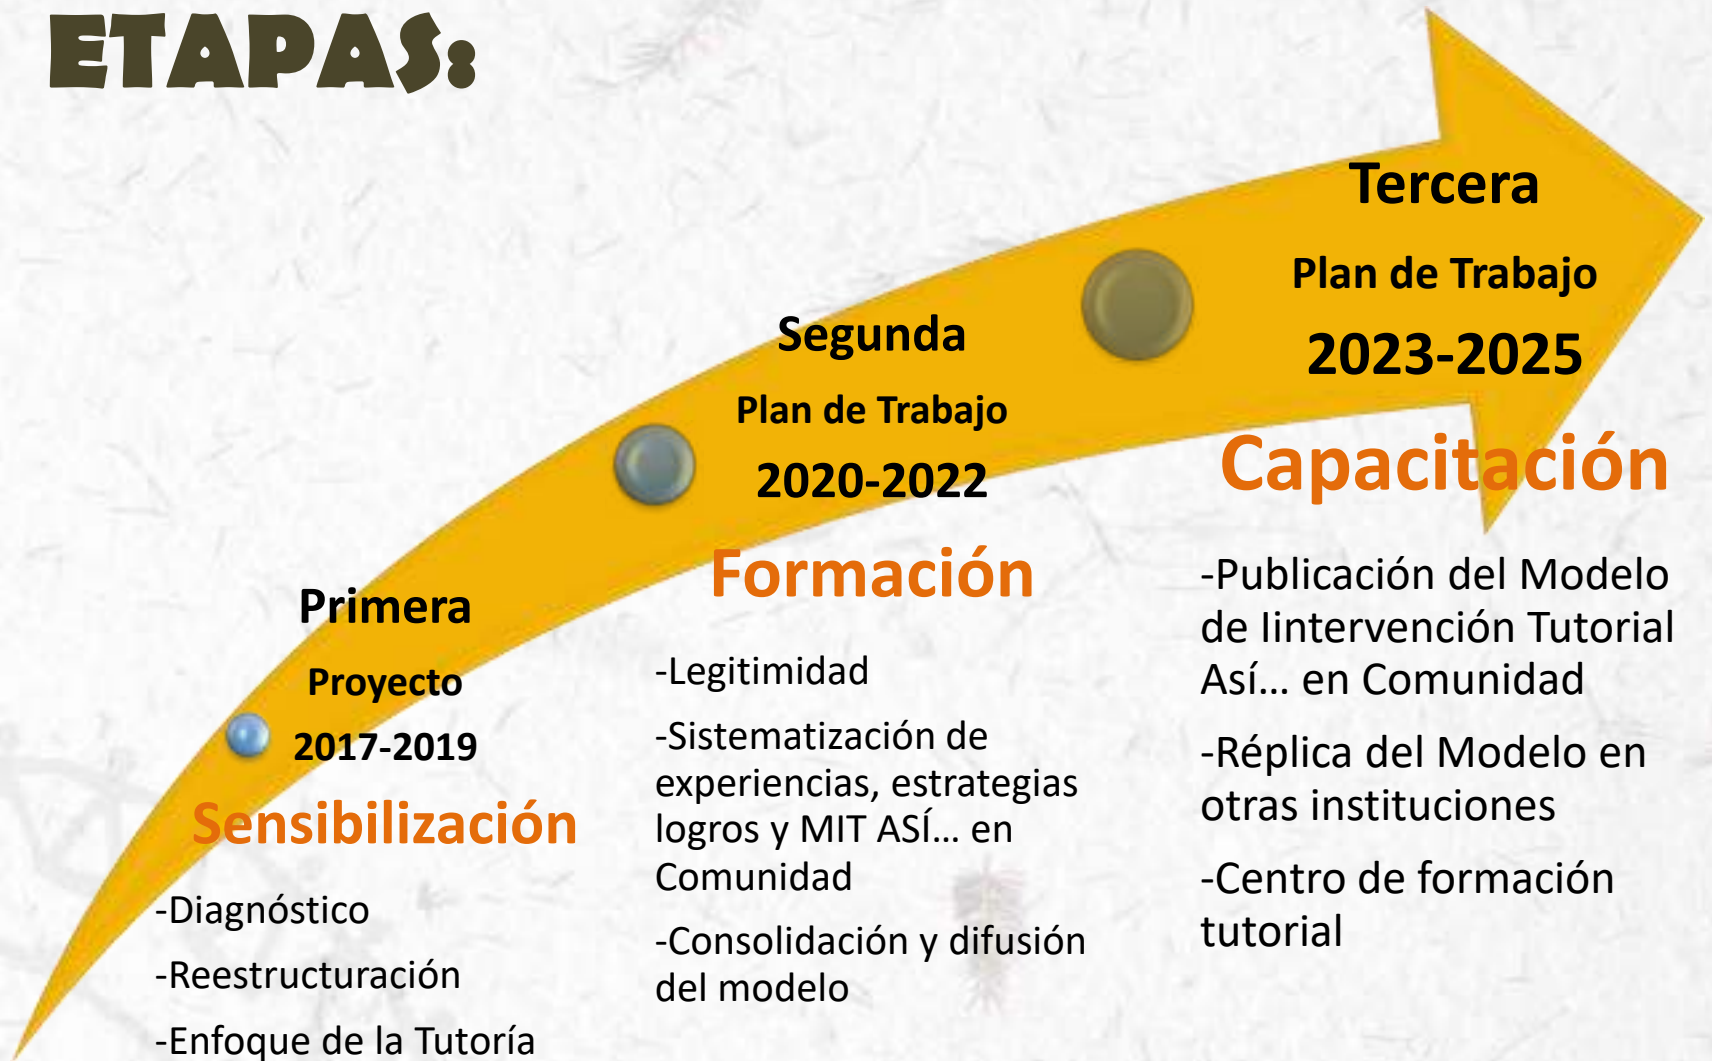 ETAPAS:
Primera
Proyecto
2017-2019
Sensibilización
-Diagnóstico
-Reestructuración
-Enfoque de la Tutoría
Segunda
Plan de Trabajo
2020-2022
Formación
-Legitimidad
-Sistematización de
experiencias, estrategias
logros y MIT ASÍ... en
Comunidad
-Consolidación y difusión
del modelo
Tercera
Plan de Trabajo
2023-2025
Capacitación
-Publicación del Modelo
de Iintervención Tutorial
Así... en Comunidad
-Réplica del Modelo en
otras instituciones
-Centro de formación
tutorial